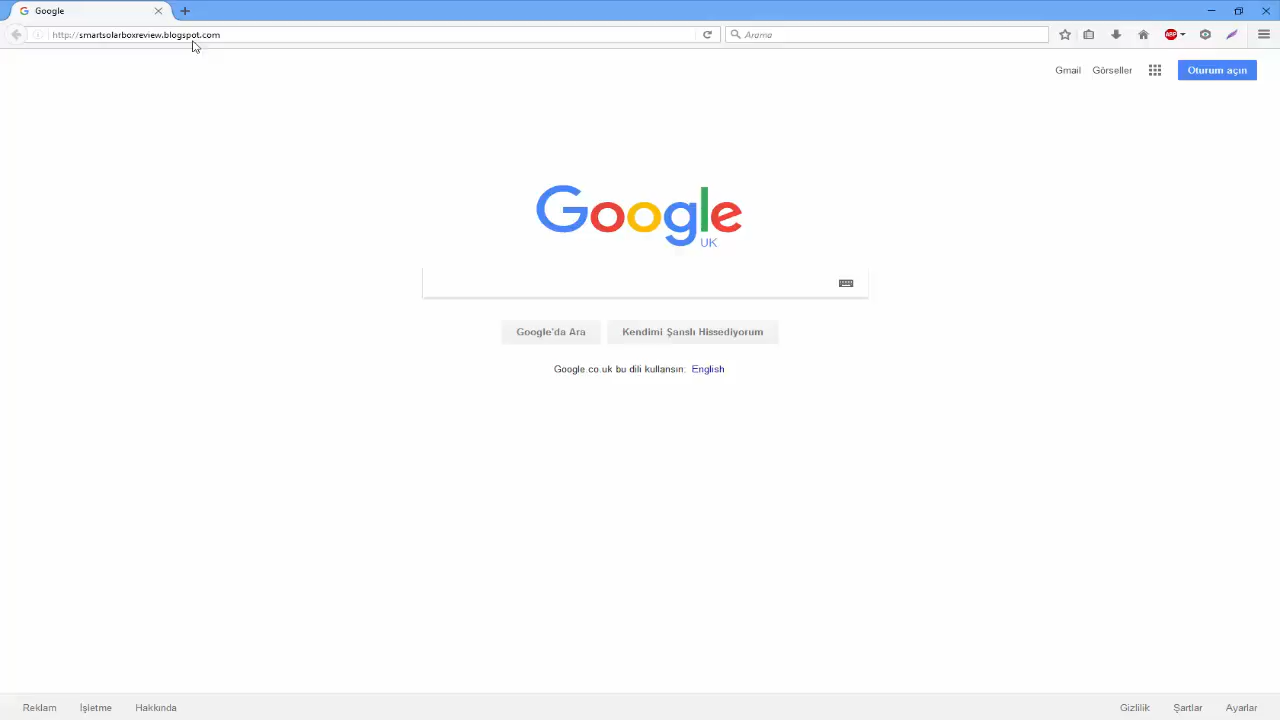 Google
http://smartsolarboxreview.blogspot.com
Arama
ABP
Gmail Görseller Oturum açın
Google
UK
Google'da Ara Kendimi Şanslı Hissediyorum
Google.co.uk bu dili kullansın: English
Reklam İşletme Hakkında Gizlilik Şartlar Ayarlar